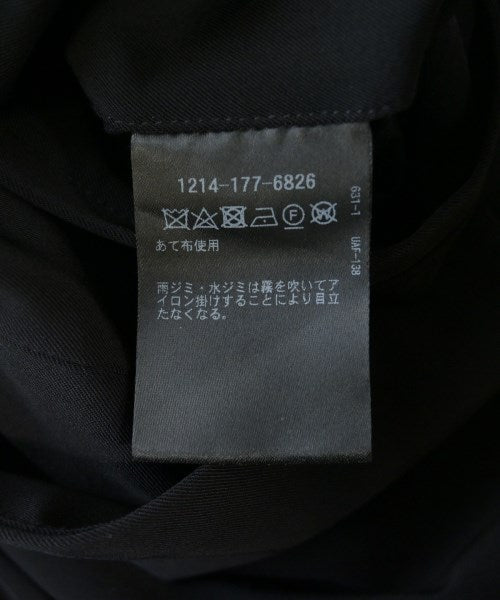 1214-177-6826
あて布使用
雨ジミ・水ジミは霧を吹いてア
イロン掛けすることにより目立
たなくなる。
631-1 UAF-138